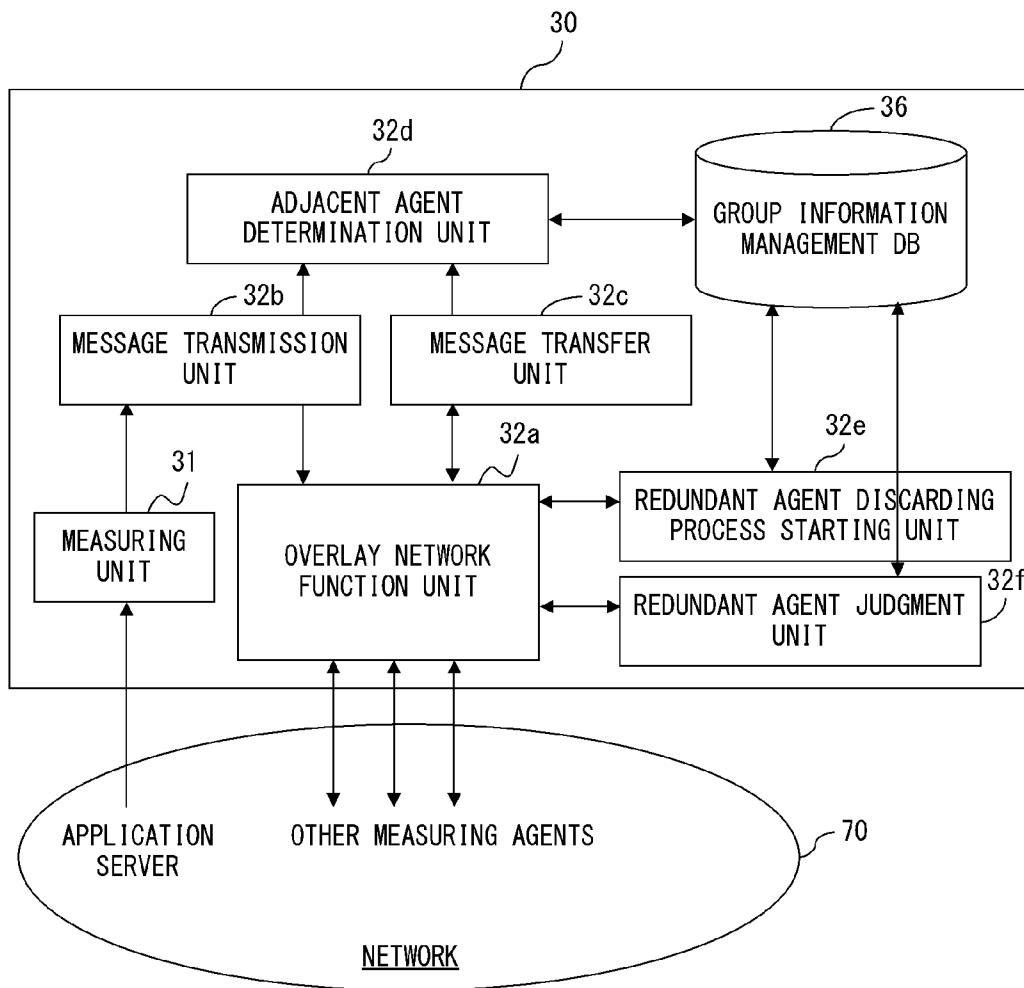 30
36
32d
ADJACENT AGENT
DETERMINATION UNIT
GROUP INFORMATION
MANAGEMENT DB
32b
32c
MESSAGE TRANSMISSION
UNIT
MESSAGE TRANSFER
UNIT
32a
32e
31
MEASURING
UNIT
OVERLAY NETWORK
FUNCTION UNIT
REDUNDANT AGENT DISCARDING
PROCESS STARTING UNIT
32f
REDUNDANT AGENT JUDGMENT
UNIT
APPLICATION
SERVER
OTHER MEASURING AGENTS
70
NETWORK